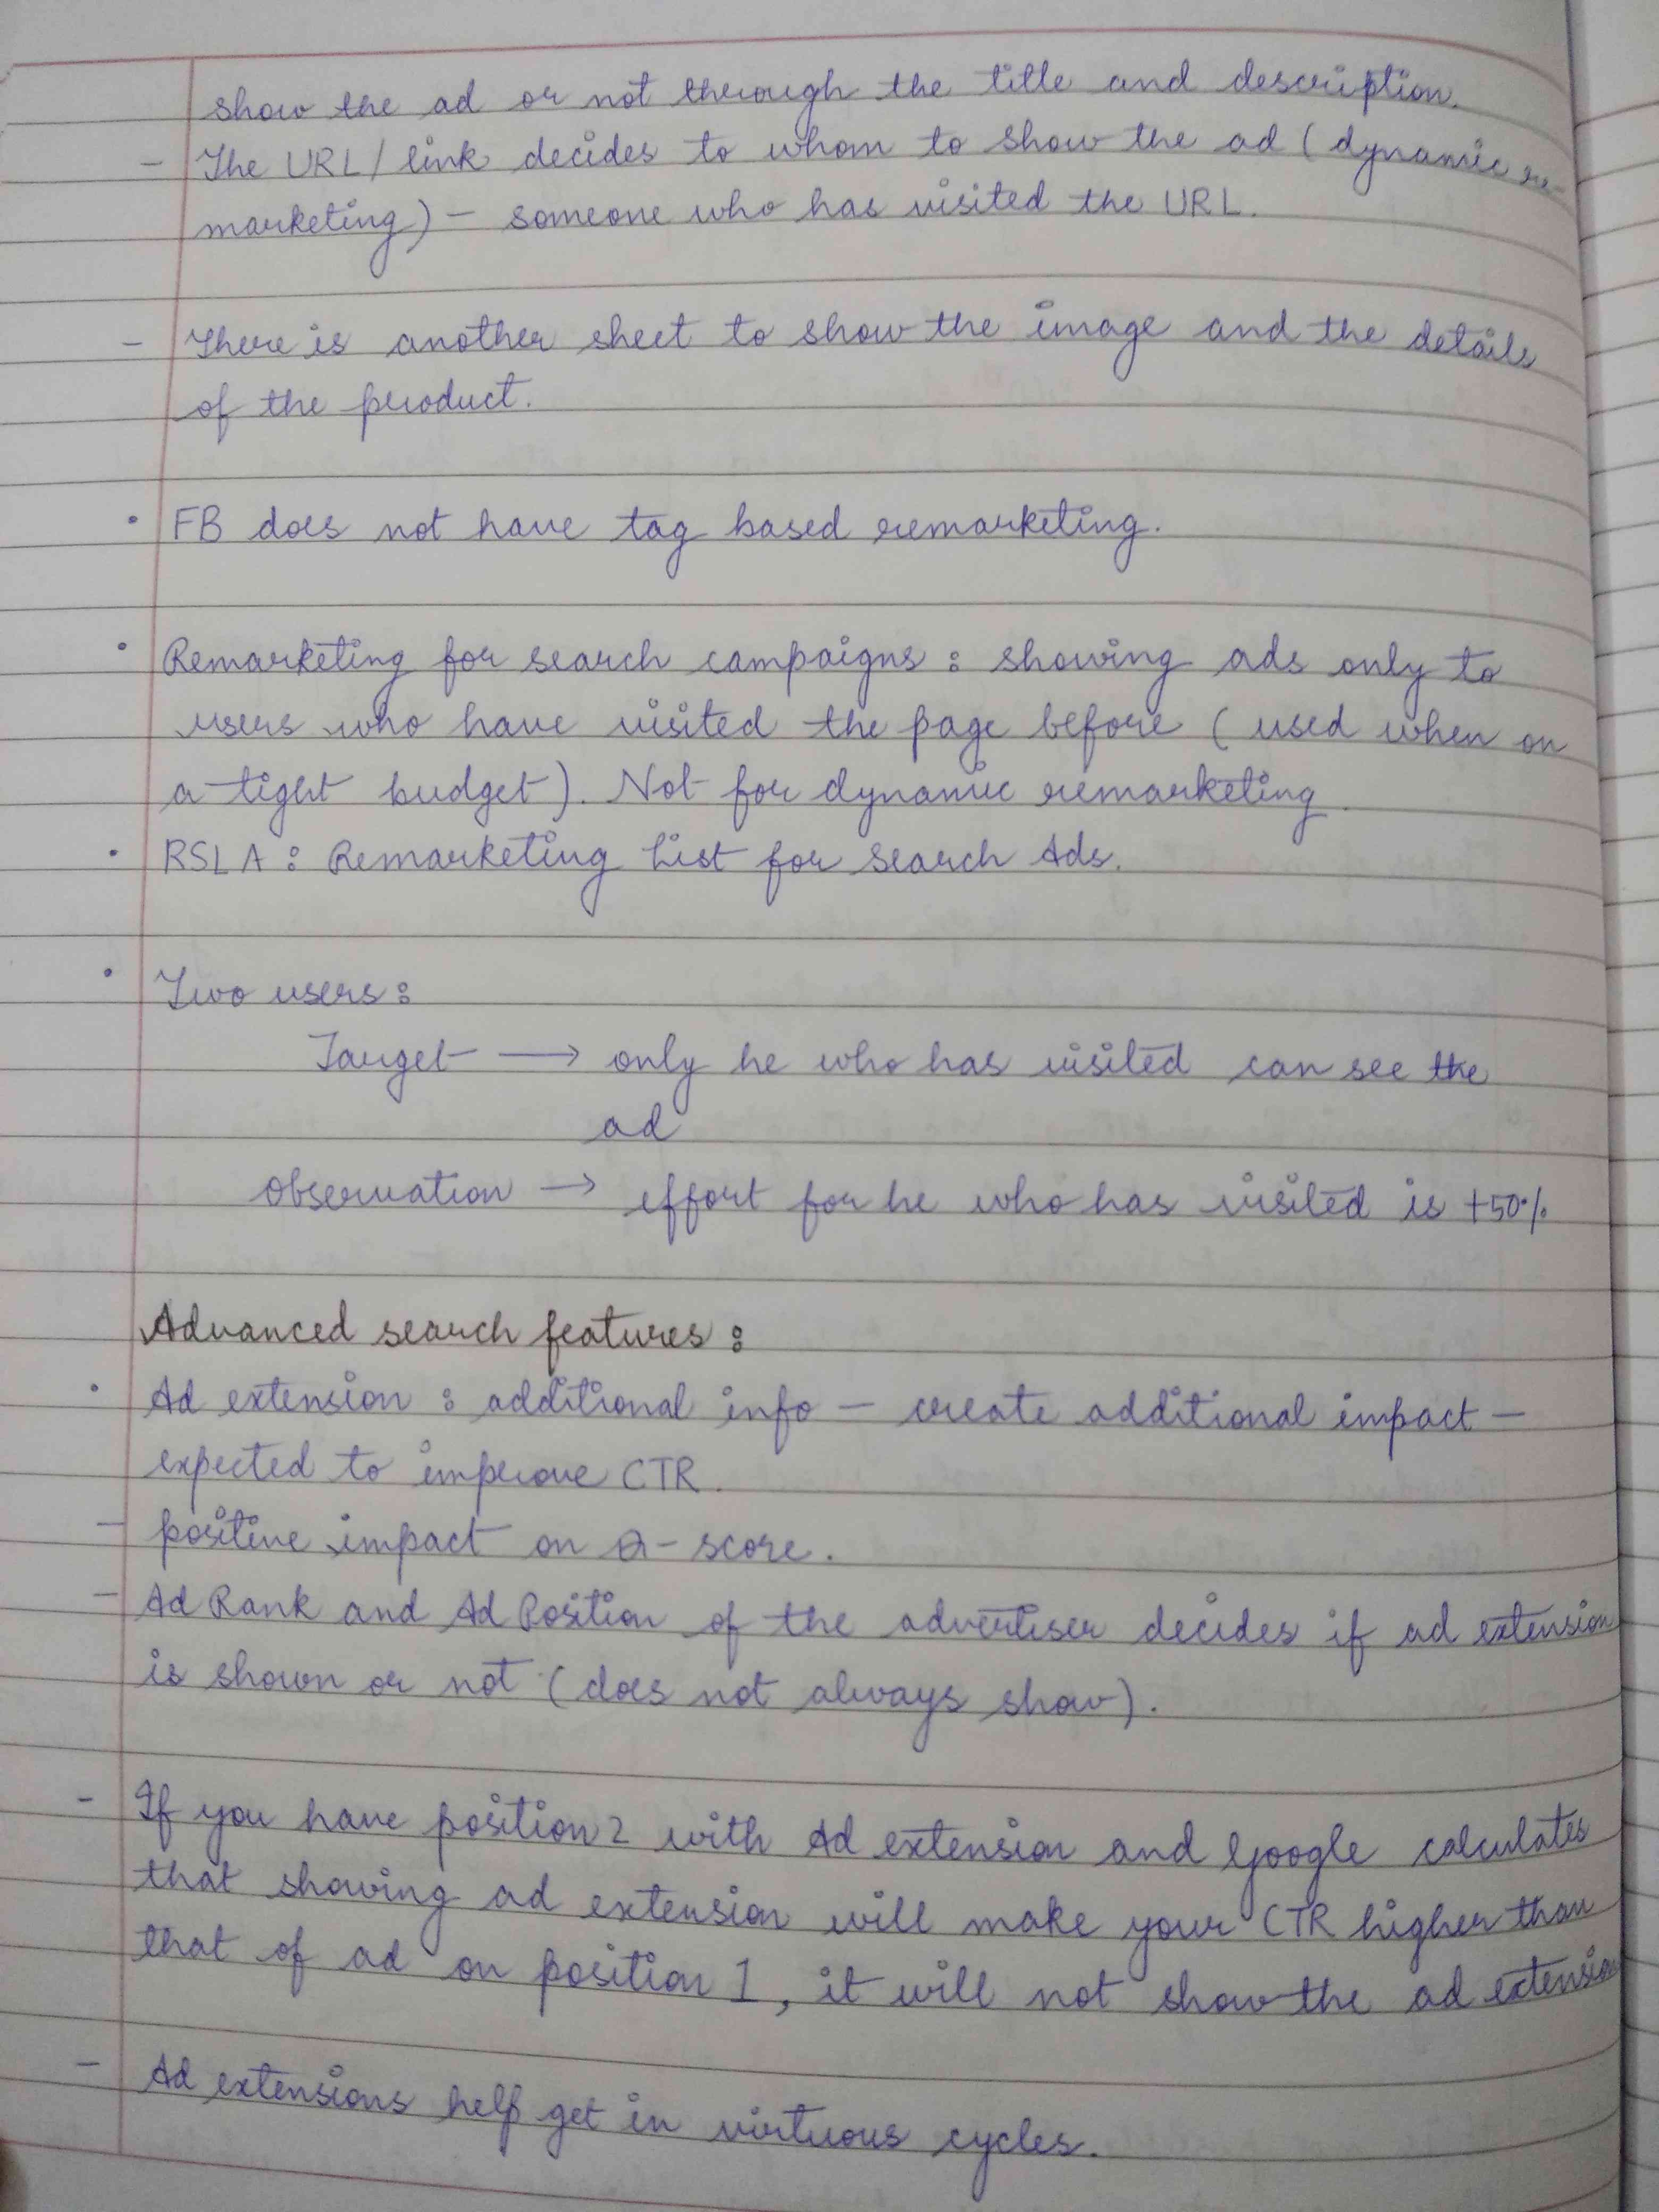 show the ad or not through the title and description.
- The URL/link decides to whom to show the ad (dynamic re-
marketing) - someone who has visited the URL.
- There is another sheet to show the image and the details
of the product.
• FB does not have tag based remarketing.
• Remarketing for search campaigns : showing ads only to
users who have visited the page before (used when on
a tight budget). Not for dynamic remarketing.
• RSLA : Remarketing List for Search Ads.
• Two users :
Target → only he who has visited can see the
ad
Observation → effort for he who has visited is +50%
Advanced search features :
• Ad extension : additional info - create additional impact -
expected to improve CTR.
- positive impact on Q-score.
- Ad Rank and Ad Position of the advertiser decides if ad extension
is shown or not (does not always show).
- If you have position 2 with Ad extension and Google calculates
that showing ad extension will make your CTR higher than
that of ad on position 1, it will not show the ad extension
- Ad extensions help get in virtuous cycles.